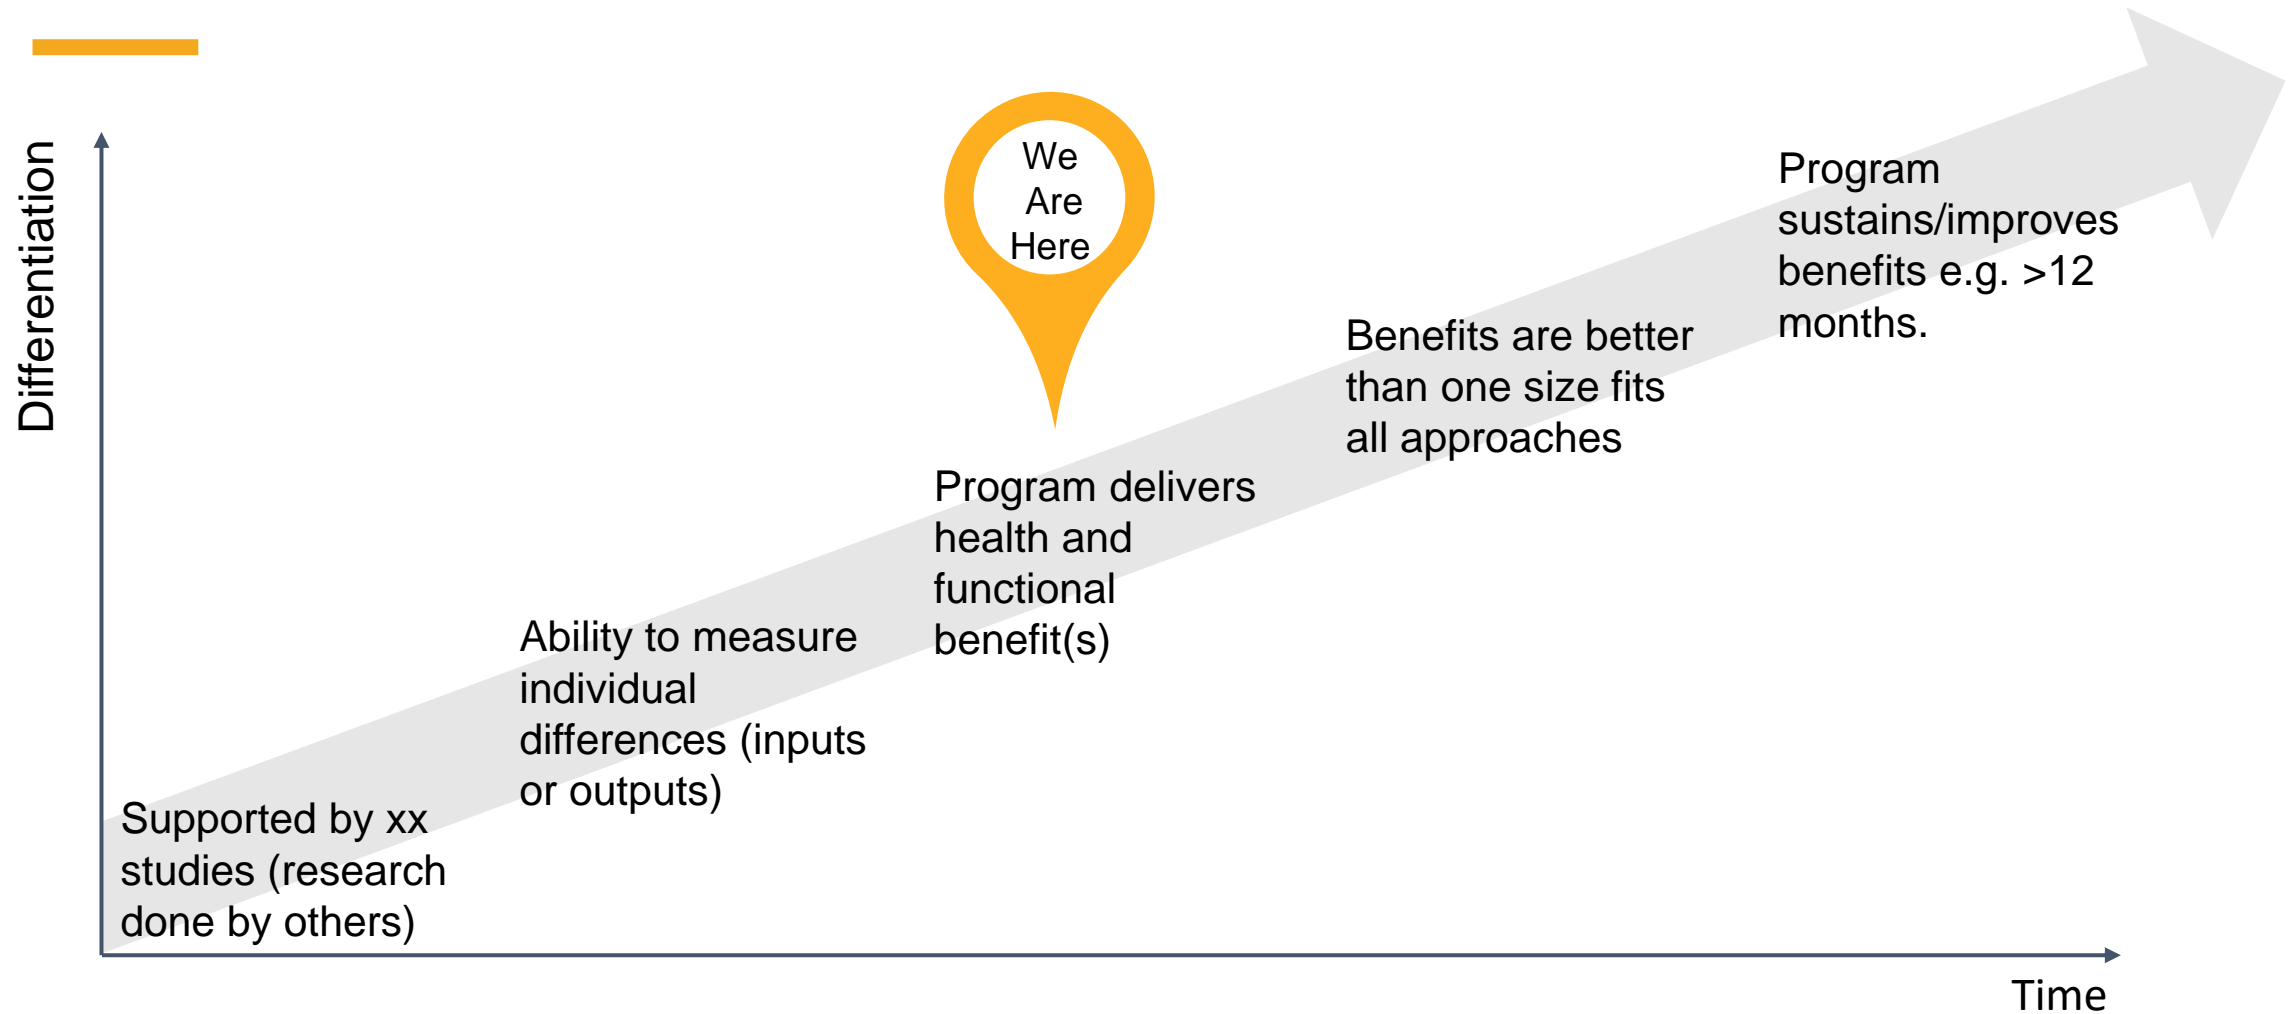 Differentiation
We
Are
Here
Program
sustains/improves
benefits e.g. >12
months.
Benefits are better
than one size fits
all approaches
Program delivers
health and
functional
benefit(s)
Ability to measure
individual
differences (inputs
or outputs)
Supported by xx
studies (research
done by others)
Time